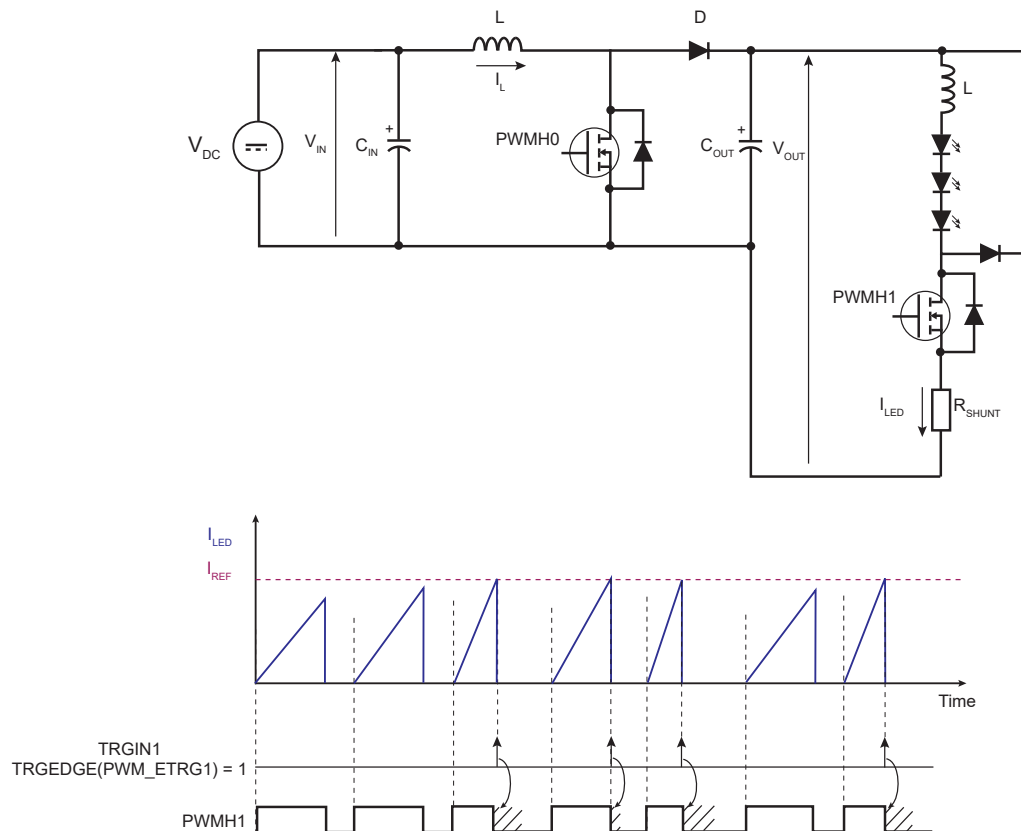 L
D
I_L
L
V_DC
V_IN
+
C_IN
PWMH0
+
C_OUT
V_OUT
PWMH1
I_LED
R_SHUNT
I_LED
I_REF
Time
TRGIN1
TRGEDGE(PWM_ETRG1) = 1
PWMH1